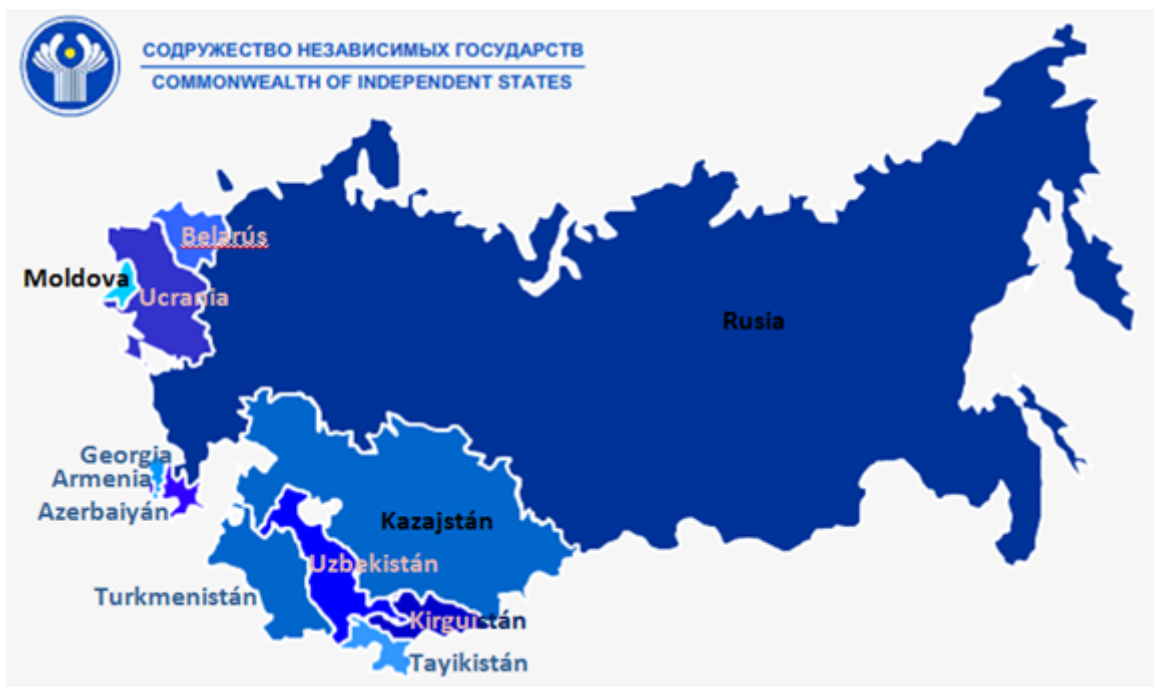 СОДРУЖЕСТВО НЕЗАВИСИМЫХ ГОСУДАРСТВ
COMMONWEALTH OF INDEPENDENT STATES
Belarús
Moldova
Ucrania
Rusia
Georgia
Armenia
Azerbaiyán
Kazajstán
Uzbekistán
Turkmenistán
Kirguistán
Tayikistán